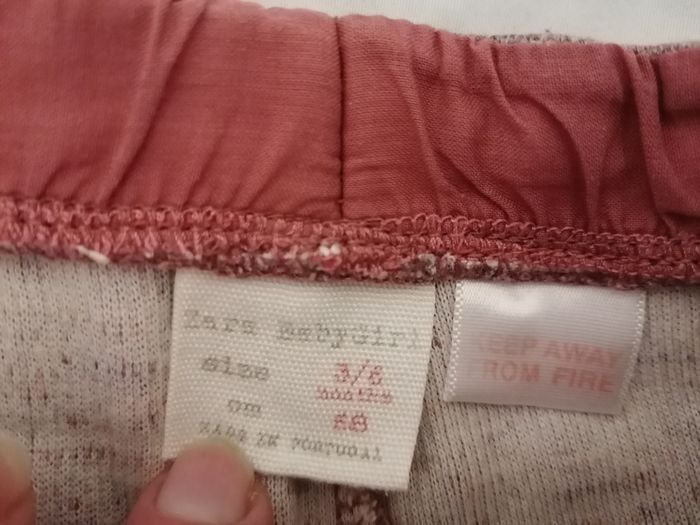 Zara BabyGirl
size 3/6
months
cm 68
MADE IN PORTUGAL
KEEP AWAY
FROM FIRE